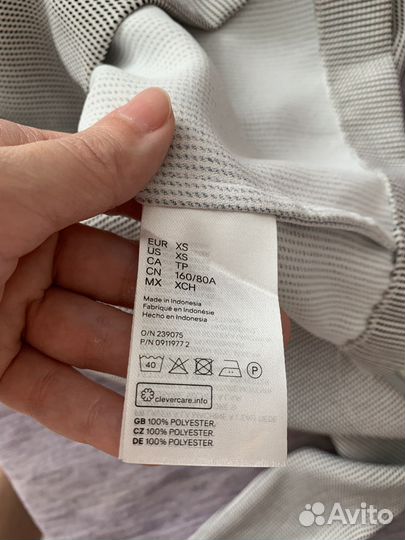 EUR XS
US XS
CA TP
CN 160/80A
MX XCH
Made in Indonesia
Fabriqué en Indonésie
Hecho en Indonesia
O/N 239075
P/N 0911977 2
40 P
clevercare.info
GB 100% POLYESTER.
CZ 100% POLYESTER.
DE 100% POLYESTER.
Avito